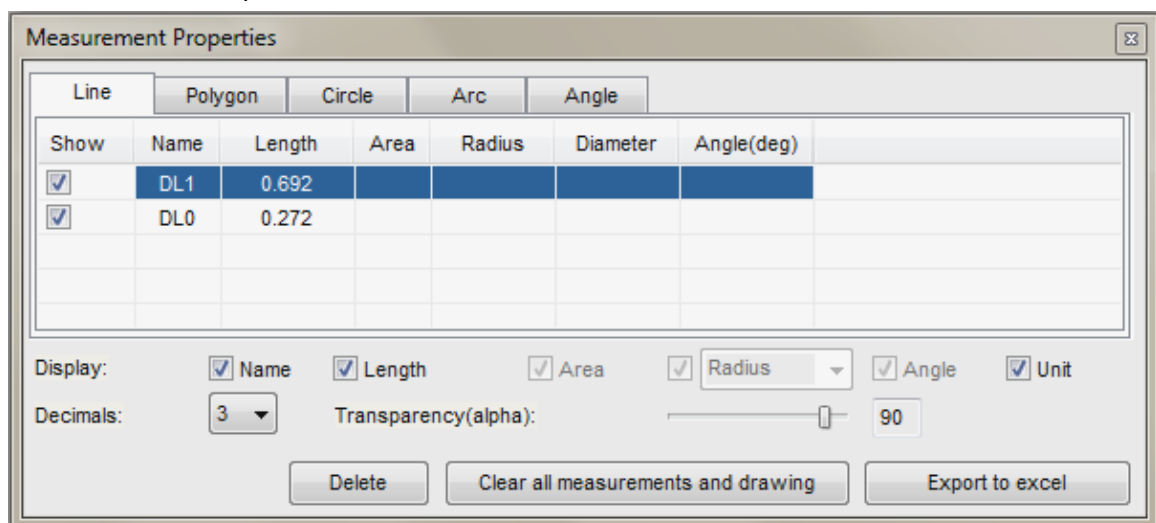 Measurement Properties
Line Polygon Circle Arc Angle
Show Name Length Area Radius Diameter Angle(deg)
DL1 0.692
DL0 0.272
Display: Name Length Area Radius Angle Unit
Decimals: 3 Transparency(alpha): 90
Delete Clear all measurements and drawing Export to excel